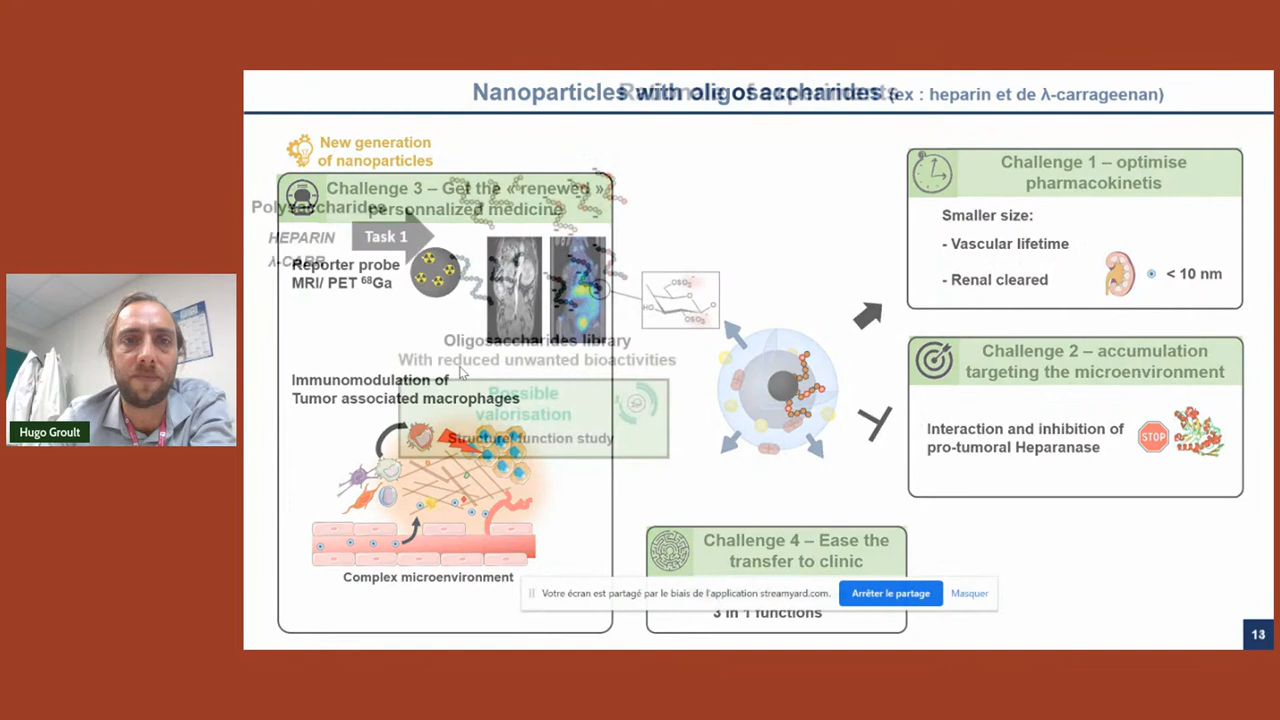 Nanoparticles with oligosaccharides (ex : heparin et de λ-carrageenan)
New generation
of nanoparticles
Challenge 3 – Get the « renewed »
personnalized medicine
Polysaccharides
HEPARIN
λ-CARR
Task 1
Reporter probe
MRI/ PET ⁶⁸Ga
OSO₃⁻
HO
O
OSO₃⁻
Oligosaccharides library
With reduced unwanted bioactivities
Immunomodulation of
Tumor associated macrophages
Possible
valorisation
Structure/ function study
Complex microenvironment
Challenge 1 – optimise
pharmacokinetis
Smaller size:
- Vascular lifetime
- Renal cleared
< 10 nm
Challenge 2 – accumulation
targeting the microenvironment
Interaction and inhibition of
pro-tumoral Heparanase
STOP
Challenge 4 – Ease the
transfer to clinic
3 in 1 functions
Votre écran est partagé par le biais de l'application streamyard.com.
Arrêter le partage
Masquer
Hugo Groult
13